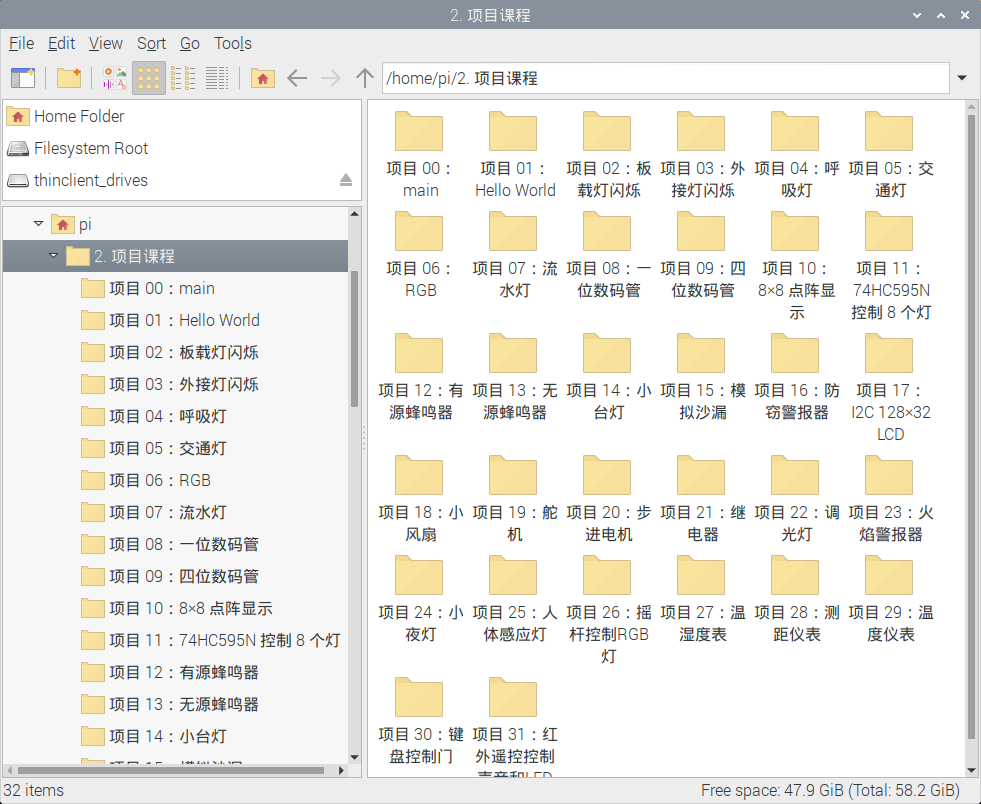 2. 项目课程
File Edit View Sort Go Tools
/home/pi/2. 项目课程
Home Folder
Filesystem Root
thinclient_drives
pi
2. 项目课程
项目 00：main
项目 01：Hello World
项目 02：板载灯闪烁
项目 03：外接灯闪烁
项目 04：呼吸灯
项目 05：交通灯
项目 06：RGB
项目 07：流水灯
项目 08：一位数码管
项目 09：四位数码管
项目 10：8×8 点阵显示
项目 11：74HC595N 控制 8 个灯
项目 12：有源蜂鸣器
项目 13：无源蜂鸣器
项目 14：小台灯
项目 15：模拟沙漏
项目 00：
main
项目 01：
Hello World
项目 02：板
载灯闪烁
项目 03：外
接灯闪烁
项目 04：呼
吸灯
项目 05：交
通灯
项目 06：
RGB
项目 07：流
水灯
项目 08：一
位数码管
项目 09：四
位数码管
项目 10：
8×8 点阵显
示
项目 11：
74HC595N
控制 8 个灯
项目 12：有
源蜂鸣器
项目 13：无
源蜂鸣器
项目 14：小
台灯
项目 15：模
拟沙漏
项目 16：防
窃警报器
项目 17：
I2C 128×32
LCD
项目 18：小
风扇
项目 19：舵
机
项目 20：步
进电机
项目 21：继
电器
项目 22：调
光灯
项目 23：火
焰警报器
项目 24：小
夜灯
项目 25：人
体感应灯
项目 26：摇
杆控制RGB
灯
项目 27：温
湿度表
项目 28：测
距仪表
项目 29：温
度仪表
项目 30：键
盘控制门
项目 31：红
外遥控控制
声音和LED
32 items
Free space: 47.9 GiB (Total: 58.2 GiB)